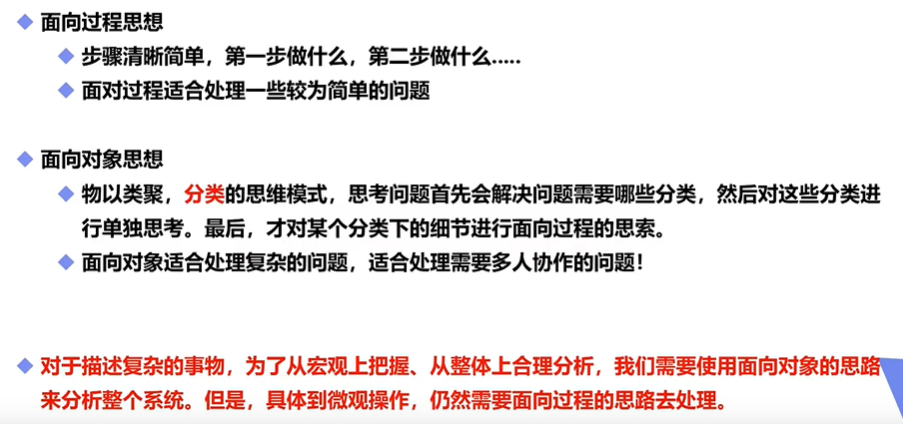 面向过程思想
步骤清晰简单，第一步做什么，第二步做什么.....
面对过程适合处理一些较为简单的问题
面向对象思想
物以类聚，分类的思维模式，思考问题首先会解决问题需要哪些分类，然后对这些分类进
行单独思考。最后，才对某个分类下的细节进行面向过程的思索。
面向对象适合处理复杂的问题，适合处理需要多人协作的问题！
对于描述复杂的事物，为了从宏观上把握、从整体上合理分析，我们需要使用面向对象的思路
来分析整个系统。但是，具体到微观操作，仍然需要面向过程的思路去处理。